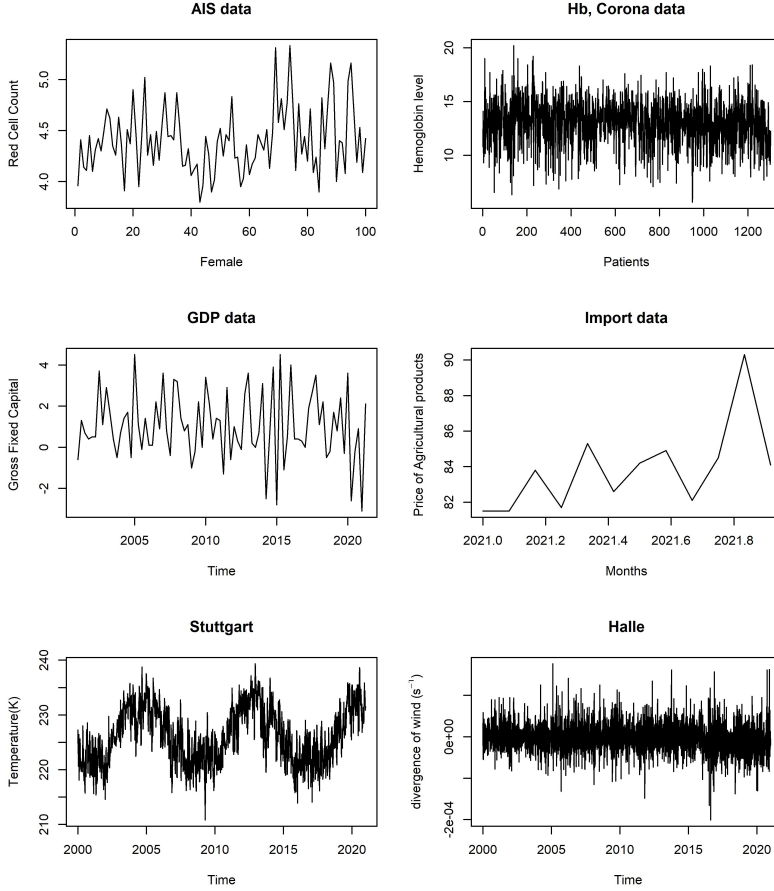 AIS data
Red Cell Count
4.0 4.5 5.0
0 20 40 60 80 100
Female
Hb, Corona data
Hemoglobin level
10 15 20
0 200 400 600 800 1000 1200
Patients
GDP data
Gross Fixed Capital
-2 0 2 4
2005 2010 2015 2020
Time
Import data
Price of Agricultural products
82 84 86 88 90
2021.0 2021.2 2021.4 2021.6 2021.8
Months
Stuttgart
Temperature(K)
210 220 230 240
2000 2005 2010 2015 2020
Time
Halle
divergence of wind (s⁻¹)
-2e-04 0e+00
2000 2005 2010 2015 2020
Time